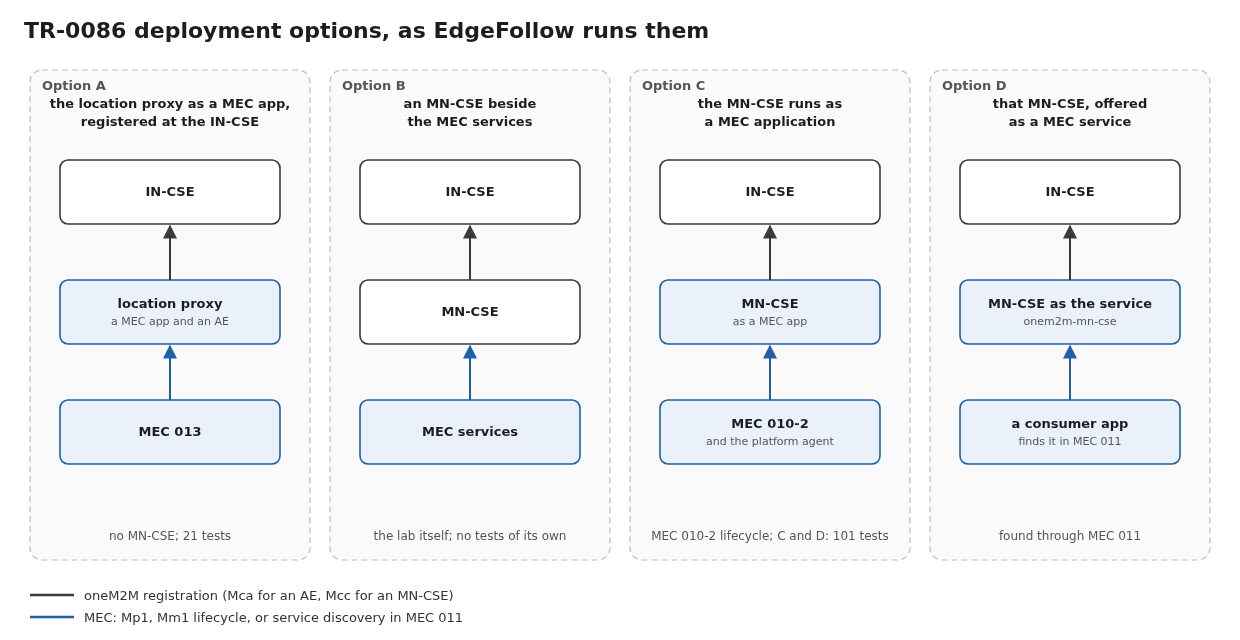 TR-0086 deployment options, as EdgeFollow runs them
Option A
the location proxy as a MEC app,
registered at the IN-CSE
IN-CSE
location proxy
a MEC app and an AE
MEC 013
no MN-CSE; 21 tests
Option B
an MN-CSE beside
the MEC services
IN-CSE
MN-CSE
MEC services
the lab itself; no tests of its own
Option C
the MN-CSE runs as
a MEC application
IN-CSE
MN-CSE
as a MEC app
MEC 010-2
and the platform agent
MEC 010-2 lifecycle; C and D: 101 tests
Option D
that MN-CSE, offered
as a MEC service
IN-CSE
MN-CSE as the service
onem2m-mn-cse
a consumer app
finds it in MEC 011
found through MEC 011
oneM2M registration (Mca for an AE, Mcc for an MN-CSE)
MEC: Mp1, Mm1 lifecycle, or service discovery in MEC 011